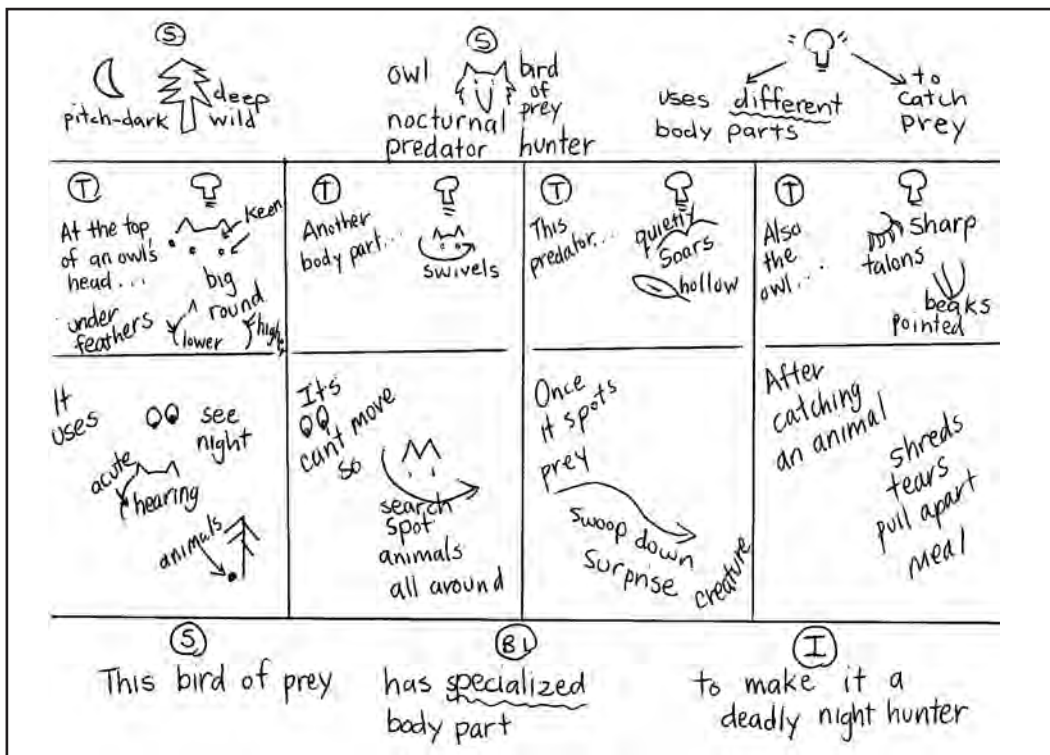 S
pitch-dark
deep
wild
S
owl
bird
of
prey
nocturnal
predator
hunter
uses different
body parts
to
catch
prey
T
At the top
of an owl's
head...
under
feathers
Keen
big
round
lower
high
T
Another
body part...
swivels
T
This
predator...
quietly
Soars
hollow
T
Also
the
owl...
sharp
talons
beaks
pointed
It
uses
see
night
acute
hearing
animals
It's
cant move
so
search
spot
animals
all around
Once
it spots
prey
Swoop down
Surprise
creature
After
catching
an animal
shreds
tears
pull apart
meal
S
This bird of prey
BL
has specialized
body part
I
to make it a
deadly night hunter